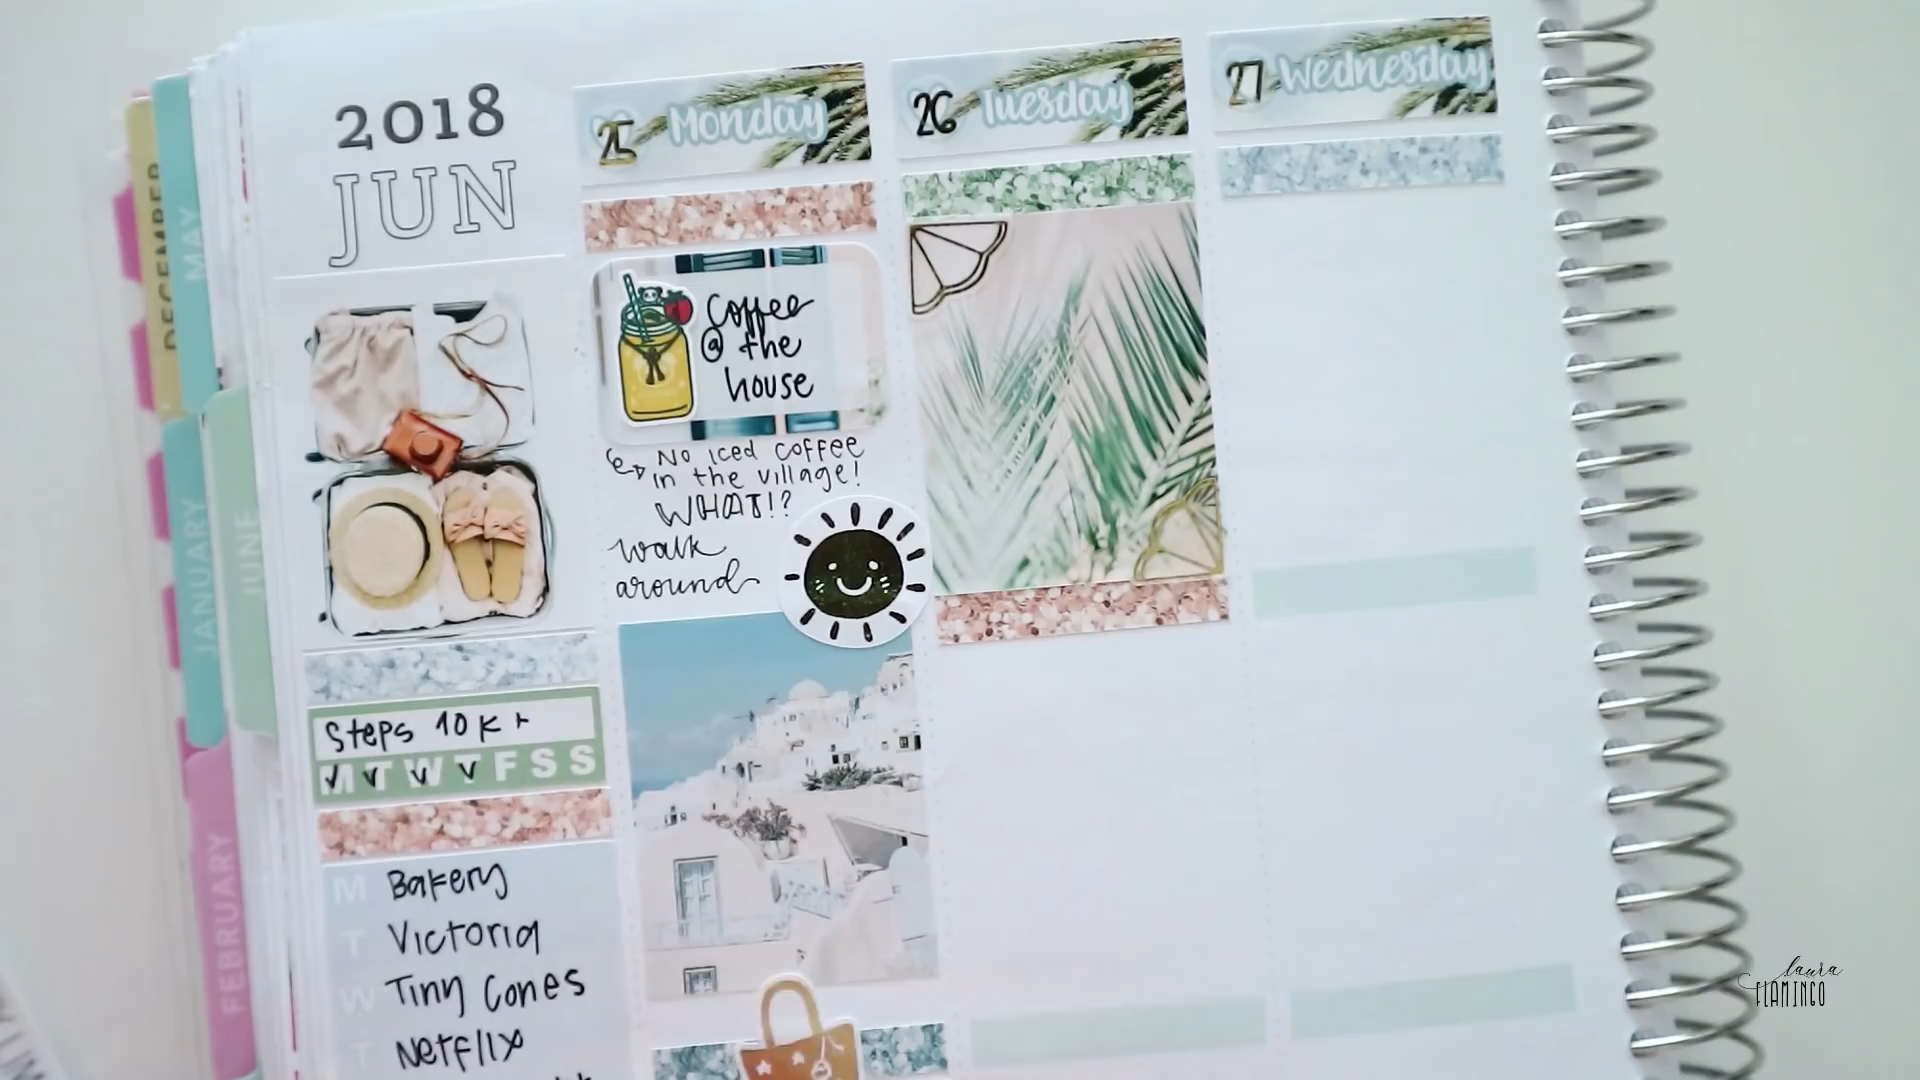 2018
JUN
25 Monday
26 Tuesday
27 Wednesday
DECEMBER
MAY
JANUARY
JUNE
FEBRUARY
coffee
@ the
house
No iced coffee
in the village!
WHAT!?
walk
around
Steps 10K+
M T W T F S S
M Bakery
T Victoria
W Tiny Cones
T Netflix
laura
FLAMINGO